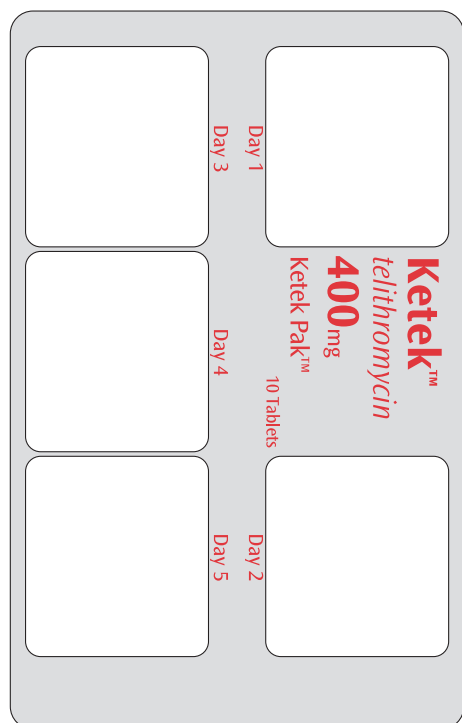 Ketek™
telithromycin
400mg
Ketek Pak™
10 Tablets
Day 1
Day 2
Day 3
Day 4
Day 5